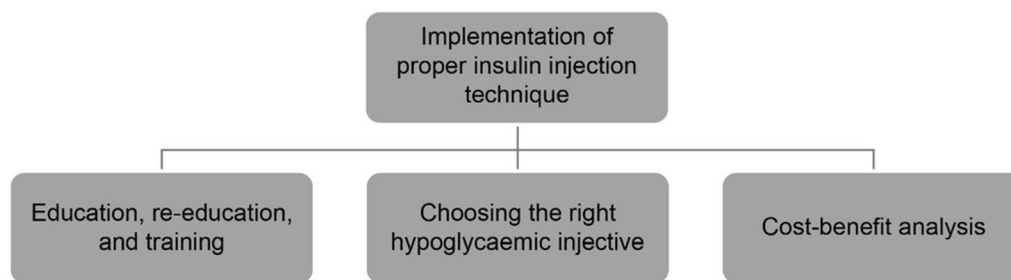 Implementation of
proper insulin injection
technique
Education, re-education,
and training
Choosing the right
hypoglycaemic injective
Cost-benefit analysis